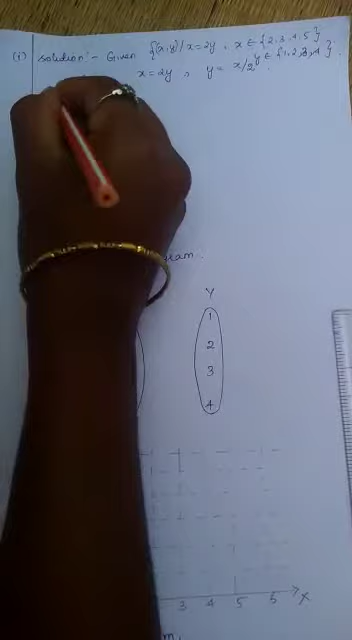 (i) Solution :- Given {(x,y) / x = 2y, x ∈ {2,3,4,5}
y ∈ {1,2,3,4}.
x = 2y , y = x/2
ram.
Y
1
2
3
4
3 4 5 5 X